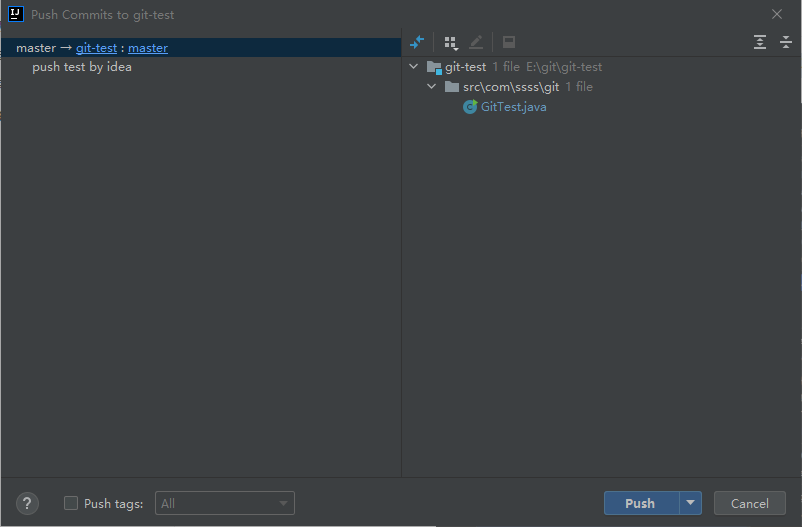 IJ Push Commits to git-test
master → git-test : master
push test by idea
git-test 1 file E:\git\git-test
src\com\ssss\git 1 file
C GitTest.java
? Push tags: All Push Cancel